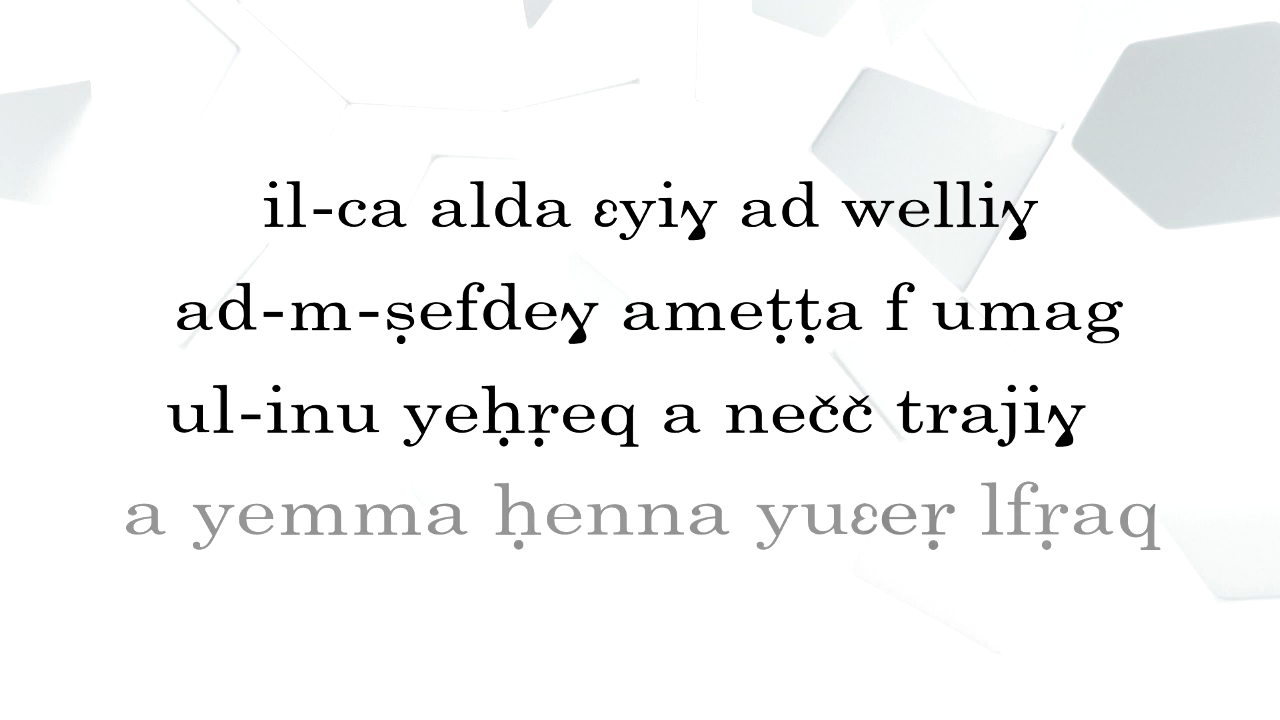 il-ca alda ɛyiɣ ad welliɣ
ad-m-ṣefdeɣ ameṭṭa f umag
ul-inu yeḥṛeq a nečč trajiɣ
a yemma ḥenna yuɛeṛ lfṛaq